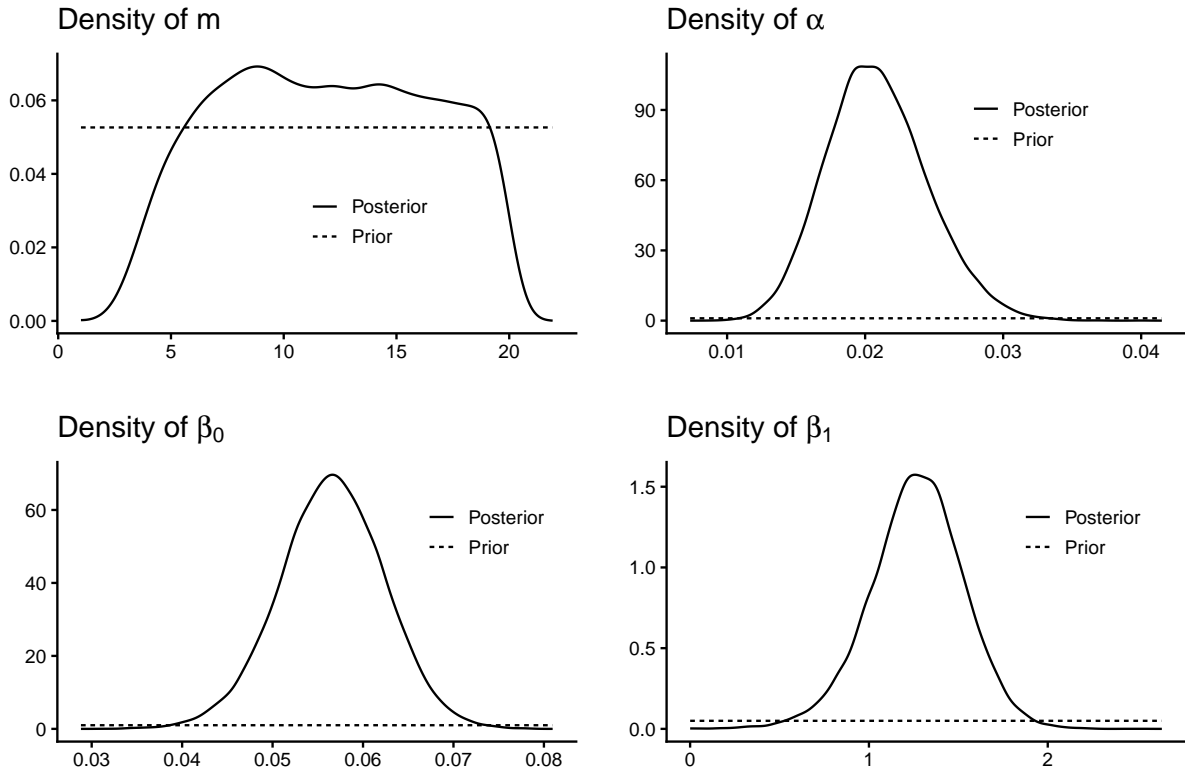 Density of m
0.06
0.04
0.02
0.00
0 5 10 15 20
Posterior
Prior
Density of α
90
60
30
0
0.01 0.02 0.03 0.04
Posterior
Prior
Density of β₀
60
40
20
0
0.03 0.04 0.05 0.06 0.07 0.08
Posterior
Prior
Density of β₁
1.5
1.0
0.5
0.0
0 1 2
Posterior
Prior